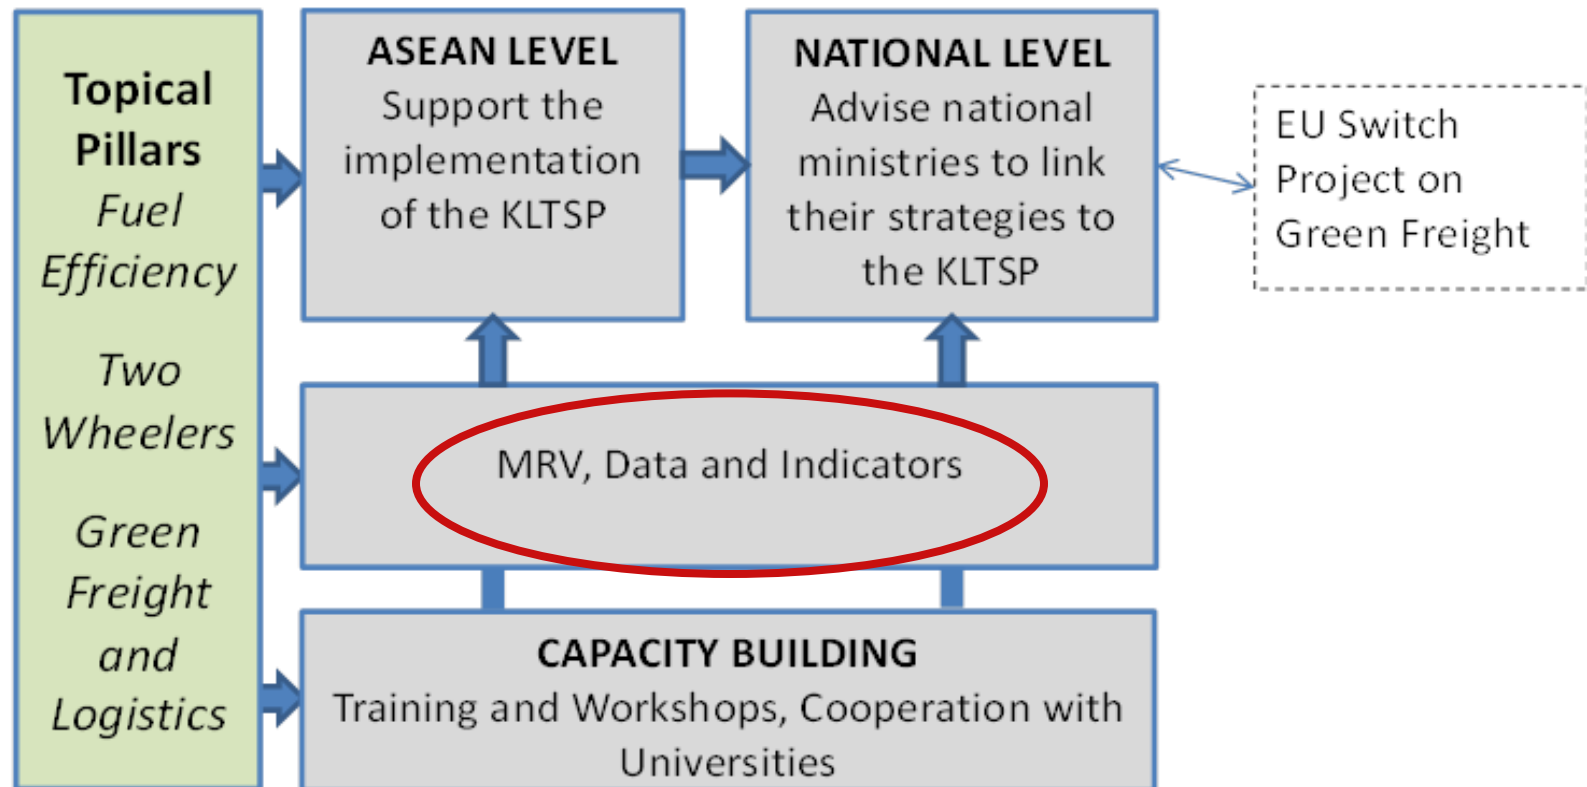 Topical
Pillars
Fuel
Efficiency
Two
Wheelers
Green
Freight
and
Logistics
ASEAN LEVEL
Support the
implementation
of the KLTSP
NATIONAL LEVEL
Advise national
ministries to link
their strategies to
the KLTSP
EU Switch
Project on
Green Freight
MRV, Data and Indicators
CAPACITY BUILDING
Training and Workshops, Cooperation with
Universities